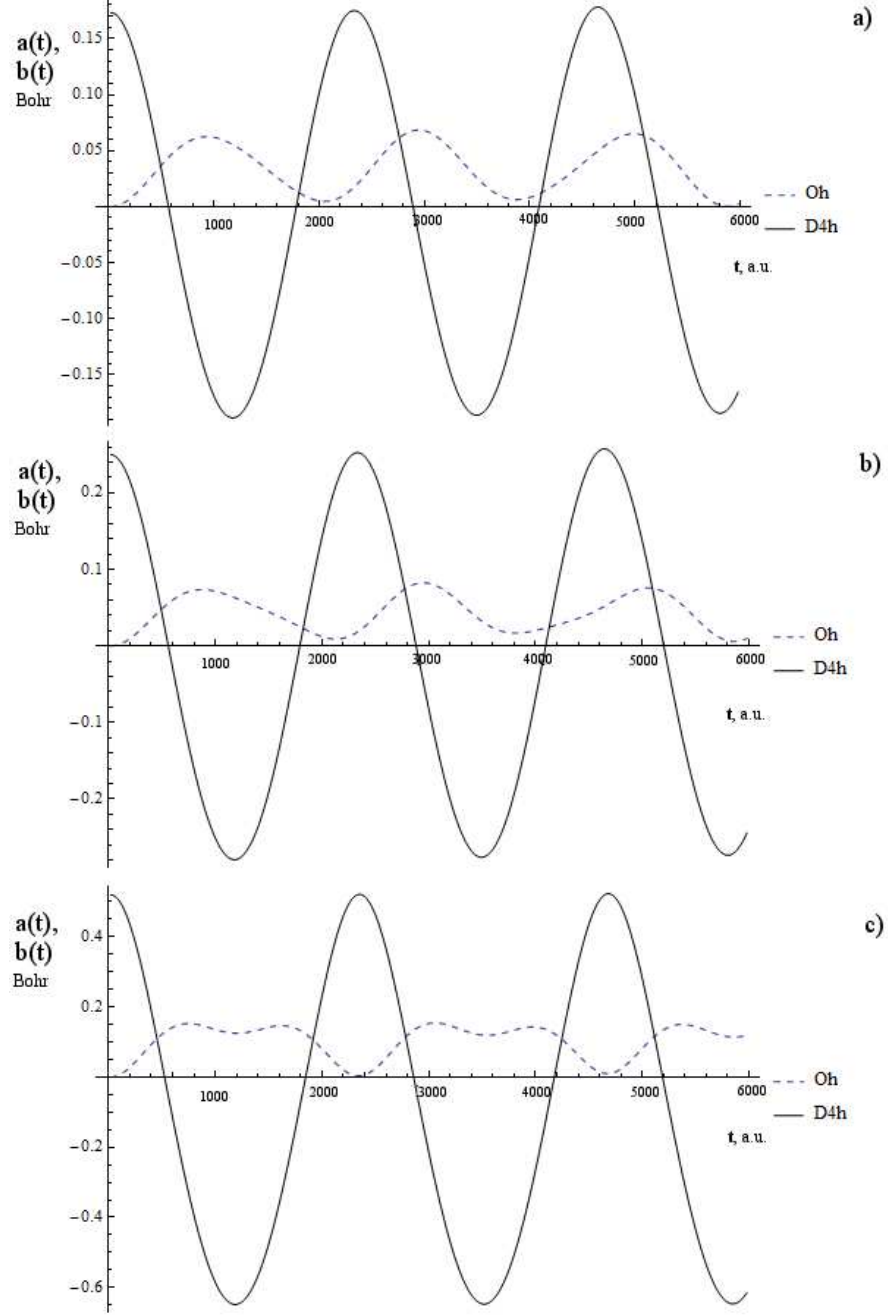 a)
a(t),
b(t)
Bohr
0.15
0.10
0.05
−0.05
−0.10
−0.15
1000 2000 3000 4000 5000 6000
Oh
D4h
t, a.u.
b)
a(t),
b(t)
Bohr
0.2
0.1
−0.1
−0.2
1000 2000 3000 4000 5000 6000
Oh
D4h
t, a.u.
c)
a(t),
b(t)
Bohr
0.4
0.2
−0.2
−0.4
−0.6
1000 2000 3000 4000 5000 6000
Oh
D4h
t, a.u.